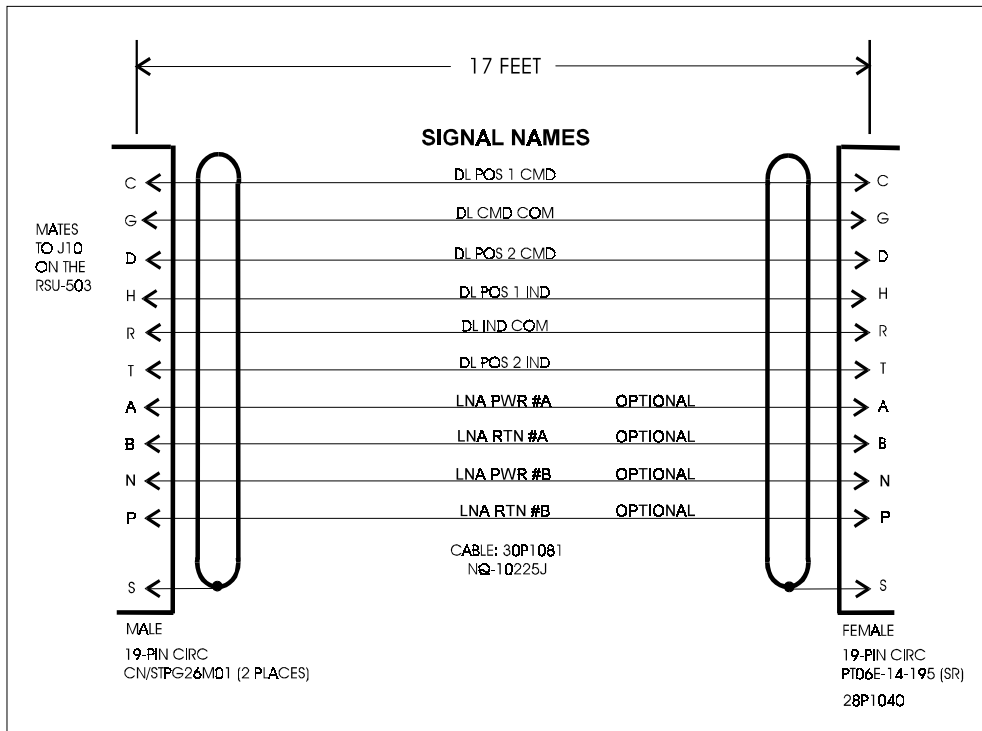 17 FEET
SIGNAL NAMES
MATES
TO J10
ON THE
RSU-503
C DL POS 1 CMD C
G DL CMD COM G
D DL POS 2 CMD D
H DL POS 1 IND H
R DL IND COM R
T DL POS 2 IND T
A LNA PWR #A OPTIONAL A
B LNA RTN #A OPTIONAL B
N LNA PWR #B OPTIONAL N
P LNA RTN #B OPTIONAL P
CABLE: 30P1081
NQ-10225J
S S
MALE
19-PIN CIRC
CN/STPG26M01 (2 PLACES)
FEMALE
19-PIN CIRC
PT06E-14-195 (SR)
28P1040